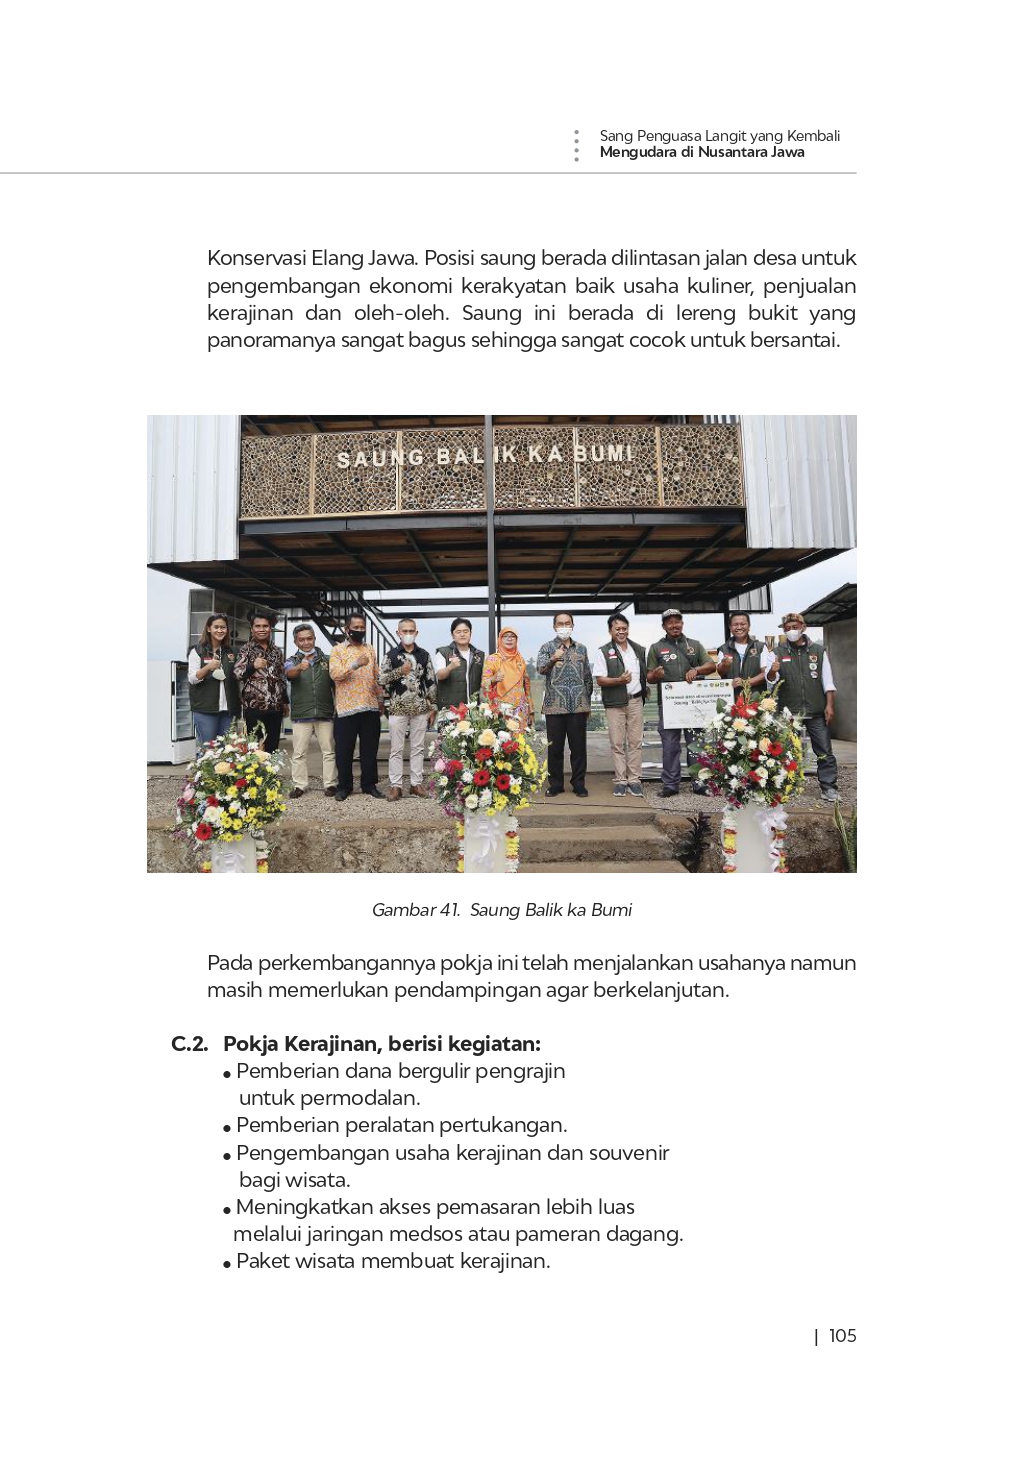 Sang Penguasa Langit yang Kembali
Mengudara di Nusantara Jawa
Konservasi Elang Jawa. Posisi saung berada dilintasan jalan desa untuk
pengembangan ekonomi kerakyatan baik usaha kuliner, penjualan
kerajinan dan oleh-oleh. Saung ini berada di lereng bukit yang
panoramanya sangat bagus sehingga sangat cocok untuk bersantai.
SAUNG BALIK KA BUMI
Gambar 41. Saung Balik ka Bumi
Pada perkembangannya pokja ini telah menjalankan usahanya namun
masih memerlukan pendampingan agar berkelanjutan.
C.2. Pokja Kerajinan, berisi kegiatan:
• Pemberian dana bergulir pengrajin
untuk permodalan.
• Pemberian peralatan pertukangan.
• Pengembangan usaha kerajinan dan souvenir
bagi wisata.
• Meningkatkan akses pemasaran lebih luas
melalui jaringan medsos atau pameran dagang.
• Paket wisata membuat kerajinan.
| 105